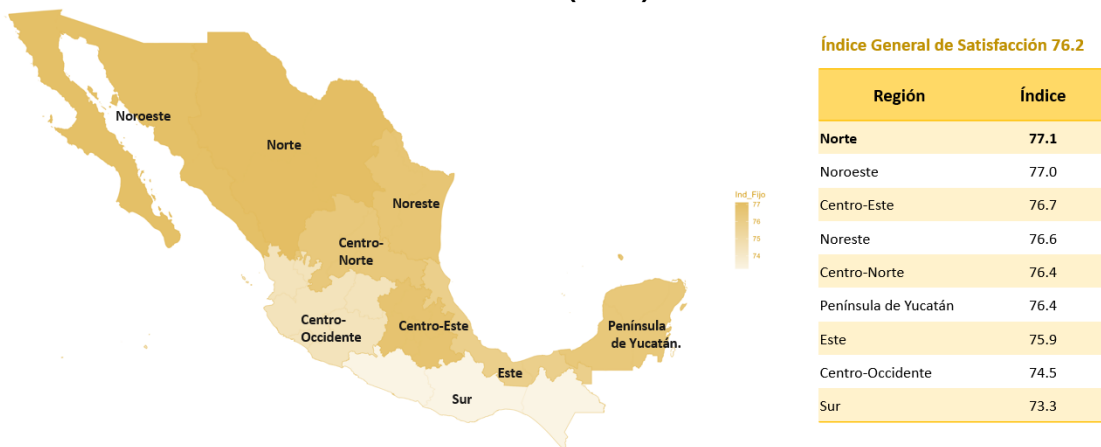 Noroeste
Norte
Noreste
Centro-
Norte
Centro-
Occidente
Centro-Este
Península
de Yucatán.
Este
Sur
Ind_Fijo
77
76
75
74
Índice General de Satisfacción 76.2
Región Índice
Norte 77.1
Noroeste 77.0
Centro-Este 76.7
Noreste 76.6
Centro-Norte 76.4
Península de Yucatán 76.4
Este 75.9
Centro-Occidente 74.5
Sur 73.3